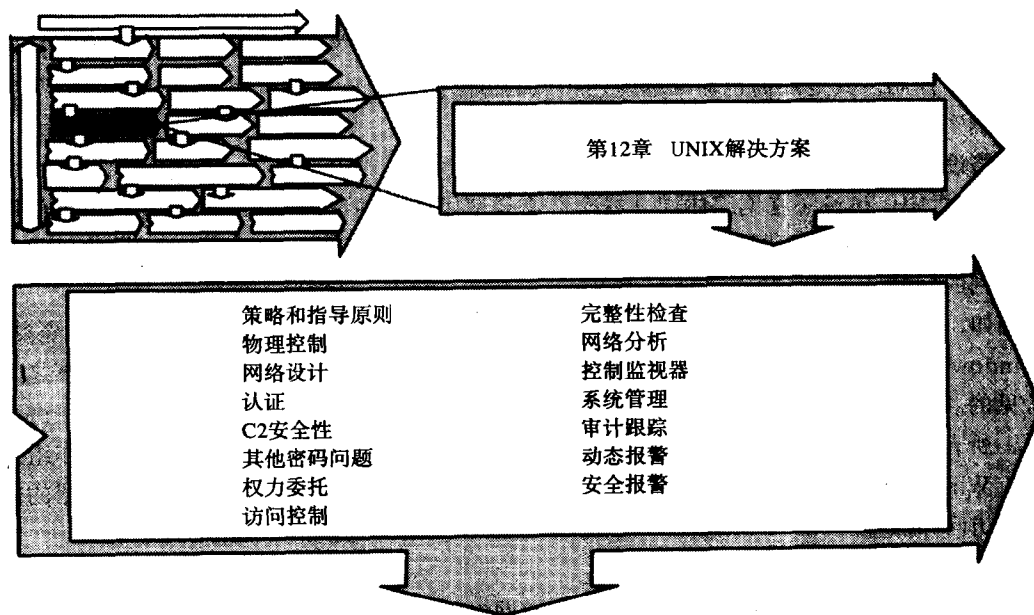 第12章 UNIX解决方案
策略和指导原则
物理控制
网络设计
认证
C2安全性
其他密码问题
权力委托
访问控制
完整性检查
网络分析
控制监视器
系统管理
审计跟踪
动态报警
安全报警